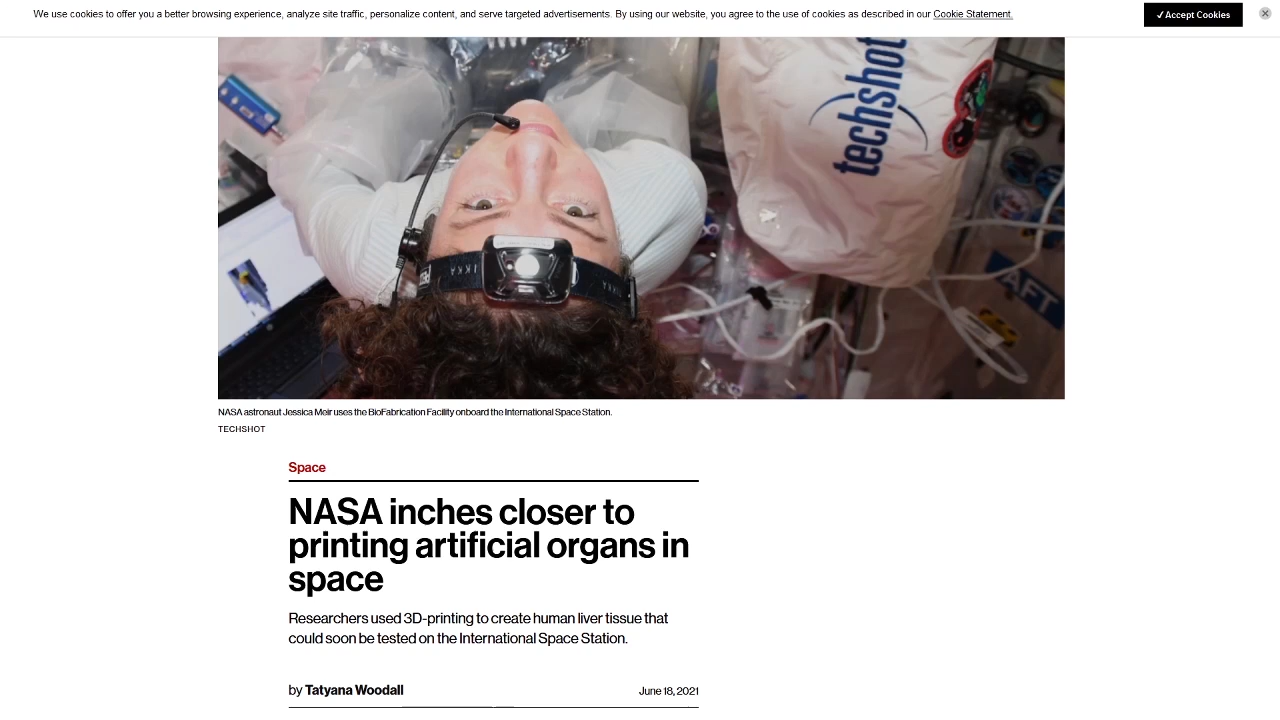 We use cookies to offer you a better browsing experience, analyze site traffic, personalize content, and serve targeted advertisements. By using our website, you agree to the use of cookies as described in our Cookie Statement.
✓ Accept Cookies
techshot
IKKA
IKKA
AFT
NASA astronaut Jessica Meir uses the BioFabrication Facility onboard the International Space Station.
TECHSHOT
Space
NASA inches closer to
printing artificial organs in
space
Researchers used 3D-printing to create human liver tissue that
could soon be tested on the International Space Station.
by Tatyana Woodall
June 18, 2021